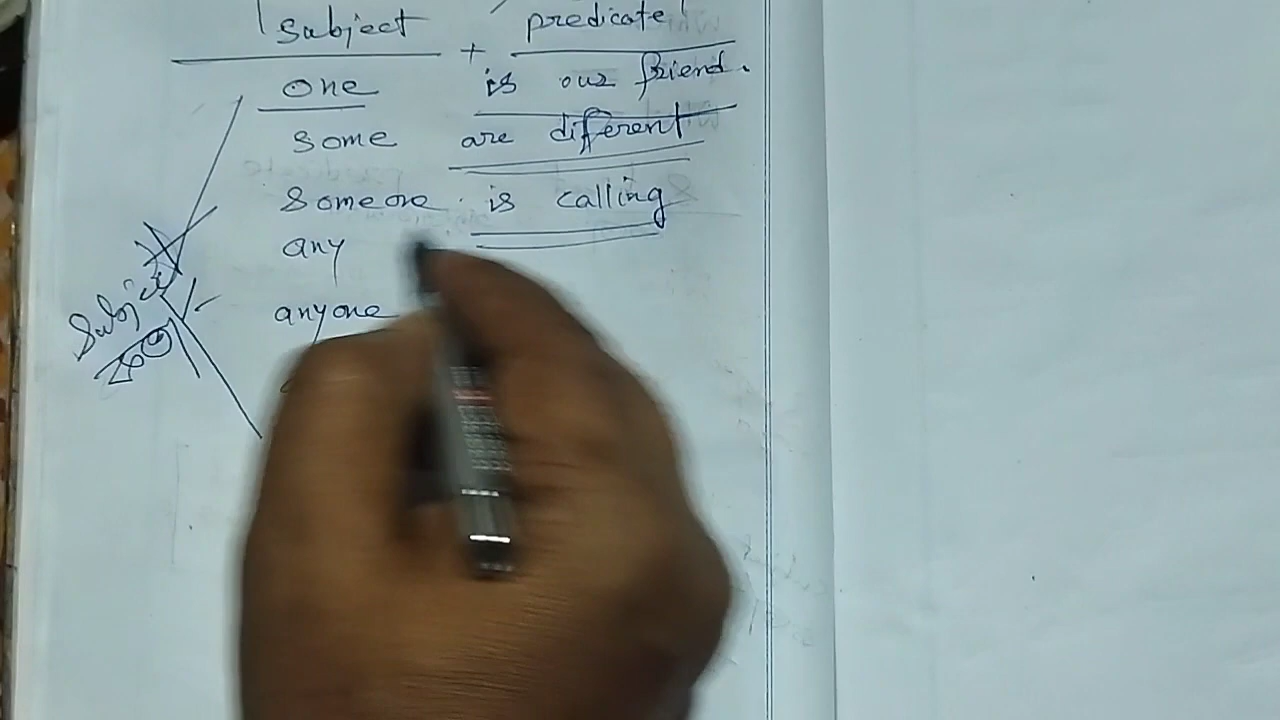 subject + predicate
one is our friend.
some are different
someone is calling
any
anyone
Subject